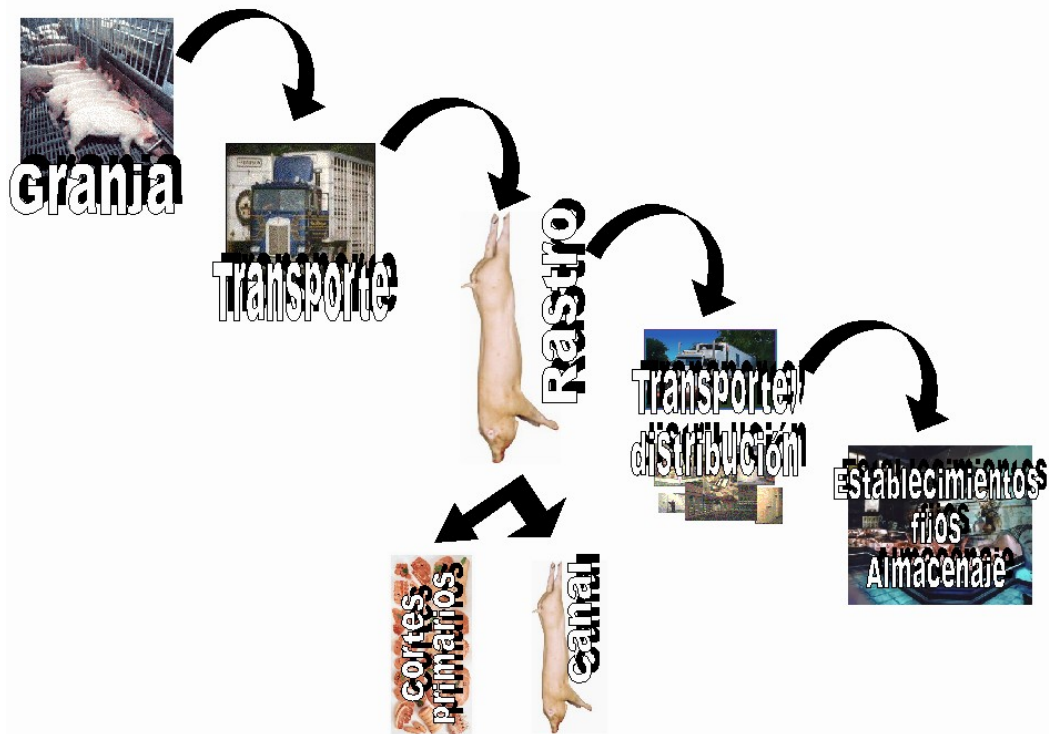 Granja
Transporte
Rastro
Transporte y
distribución
Establecimientos
fijos
Almacenaje
cortes
primarios
canal